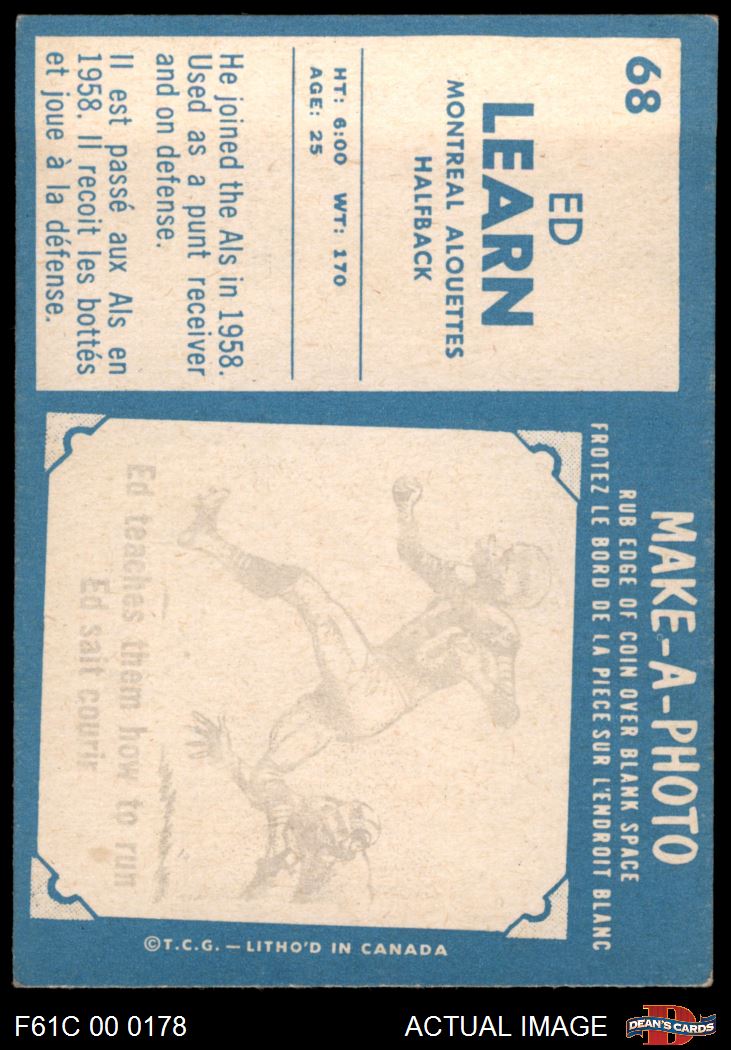 68
ED
LEARN
MONTREAL ALOUETTES
HALFBACK
HT: 6:00 WT: 170
AGE: 25
He joined the Als in 1958.
Used as a punt receiver
and on defense.
Il est passé aux Als en
1958. Il recoit les bottés
et joue à la défense.
MAKE-A-PHOTO
RUB EDGE OF COIN OVER BLANK SPACE
FROTEZ LE BORD DE LA PIECE SUR L'ENDROIT BLANC
Ed teaches them how to run
Ed sait courir
©T.C.G. — LITHO'D IN CANADA
F61C 00 0178
ACTUAL IMAGE
D
DEAN'S CARDS